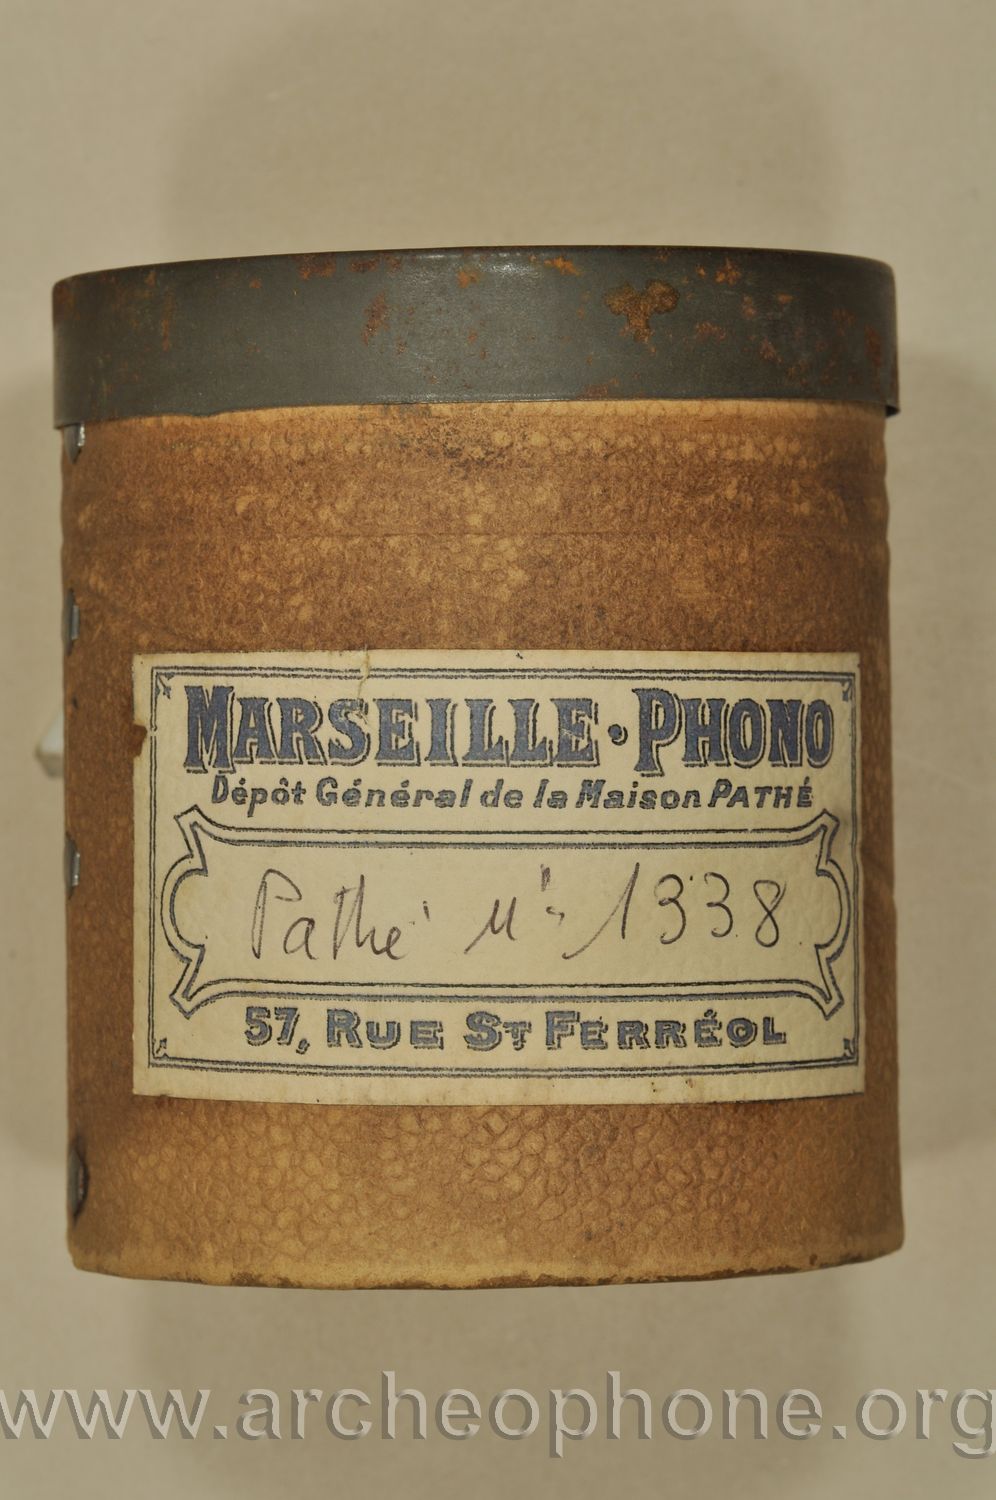 MARSEILLE · PHONO
Dépôt Général de la Maison PATHÉ
Pathé 1338
57, RUE ST FERRÉOL
www.archeophone.org